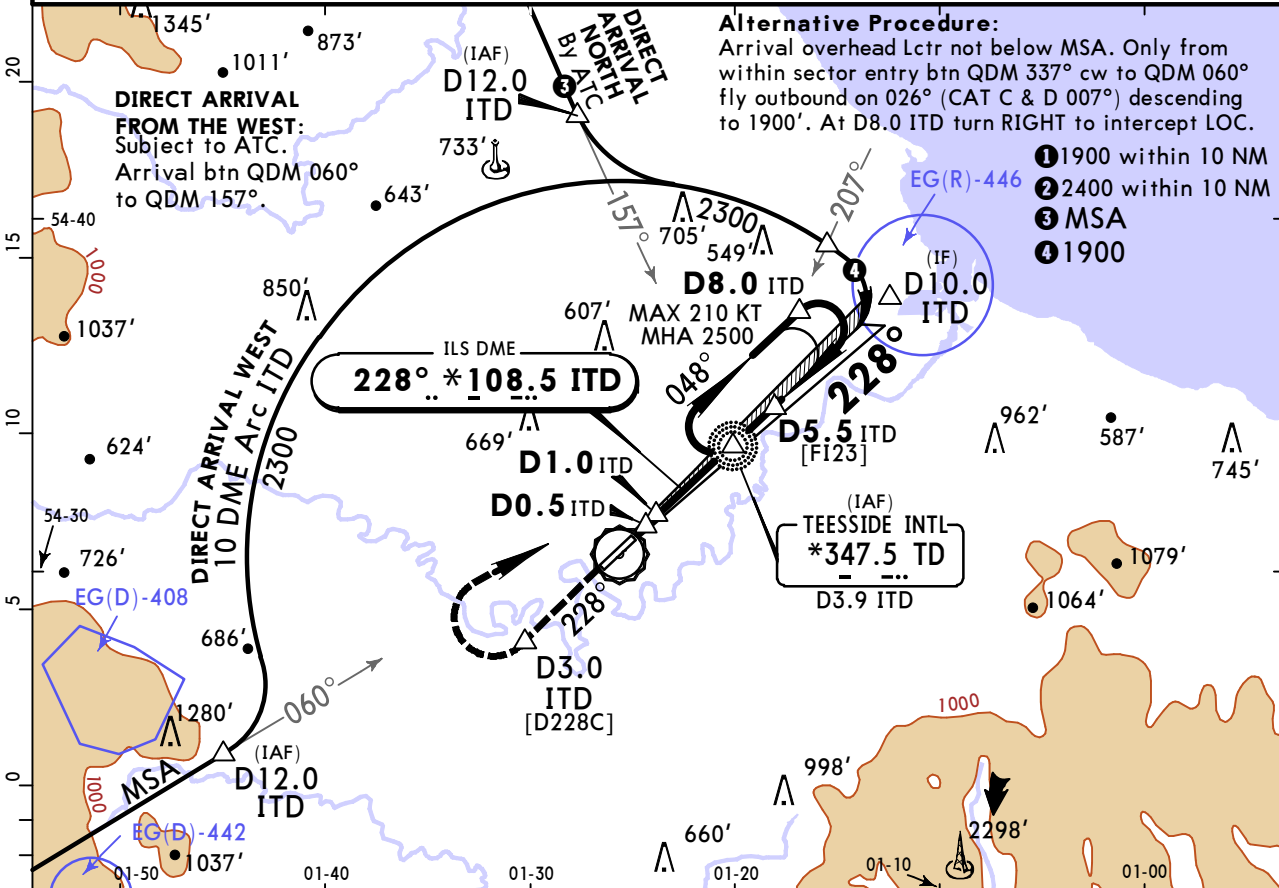 1345'
1011'
873'
20
DIRECT ARRIVAL
FROM THE WEST:
Subject to ATC.
Arrival btn QDM 060°
to QDM 157°.
(IAF)
D12.0
ITD
3
DIRECT
ARRIVAL
NORTH
By ATC
Alternative Procedure:
Arrival overhead Lctr not below MSA. Only from
within sector entry btn QDM 337° cw to QDM 060°
fly outbound on 026° (CAT C & D 007°) descending
to 1900'. At D8.0 ITD turn RIGHT to intercept LOC.
1 1900 within 10 NM
2 2400 within 10 NM
3 MSA
4 1900
733'
643'
54-40
15
1000
1037'
850'
157°
705'
2300
549'
207°
EG(R)-446
4
(IF)
D10.0
ITD
D8.0 ITD
MAX 210 KT
MHA 2500
607'
ILS DME
228° *108.5 ITD
048°
228°
DIRECT ARRIVAL WEST
10 DME Arc ITD
2300
10
669'
624'
D5.5 ITD
[FI23]
D1.0 ITD
D0.5 ITD
962'
587'
745'
54-30
726'
(IAF)
TEESSIDE INTL
*347.5 TD
D3.9 ITD
1079'
1064'
5
EG(D)-408
686'
228°
D3.0
ITD
[D228C]
060°
1280'
(IAF)
D12.0
ITD
MSA
0
1000
EG(D)-442
1037'
1000
998'
660'
2298'
01-50
01-40
01-30
01-20
01-10
01-00